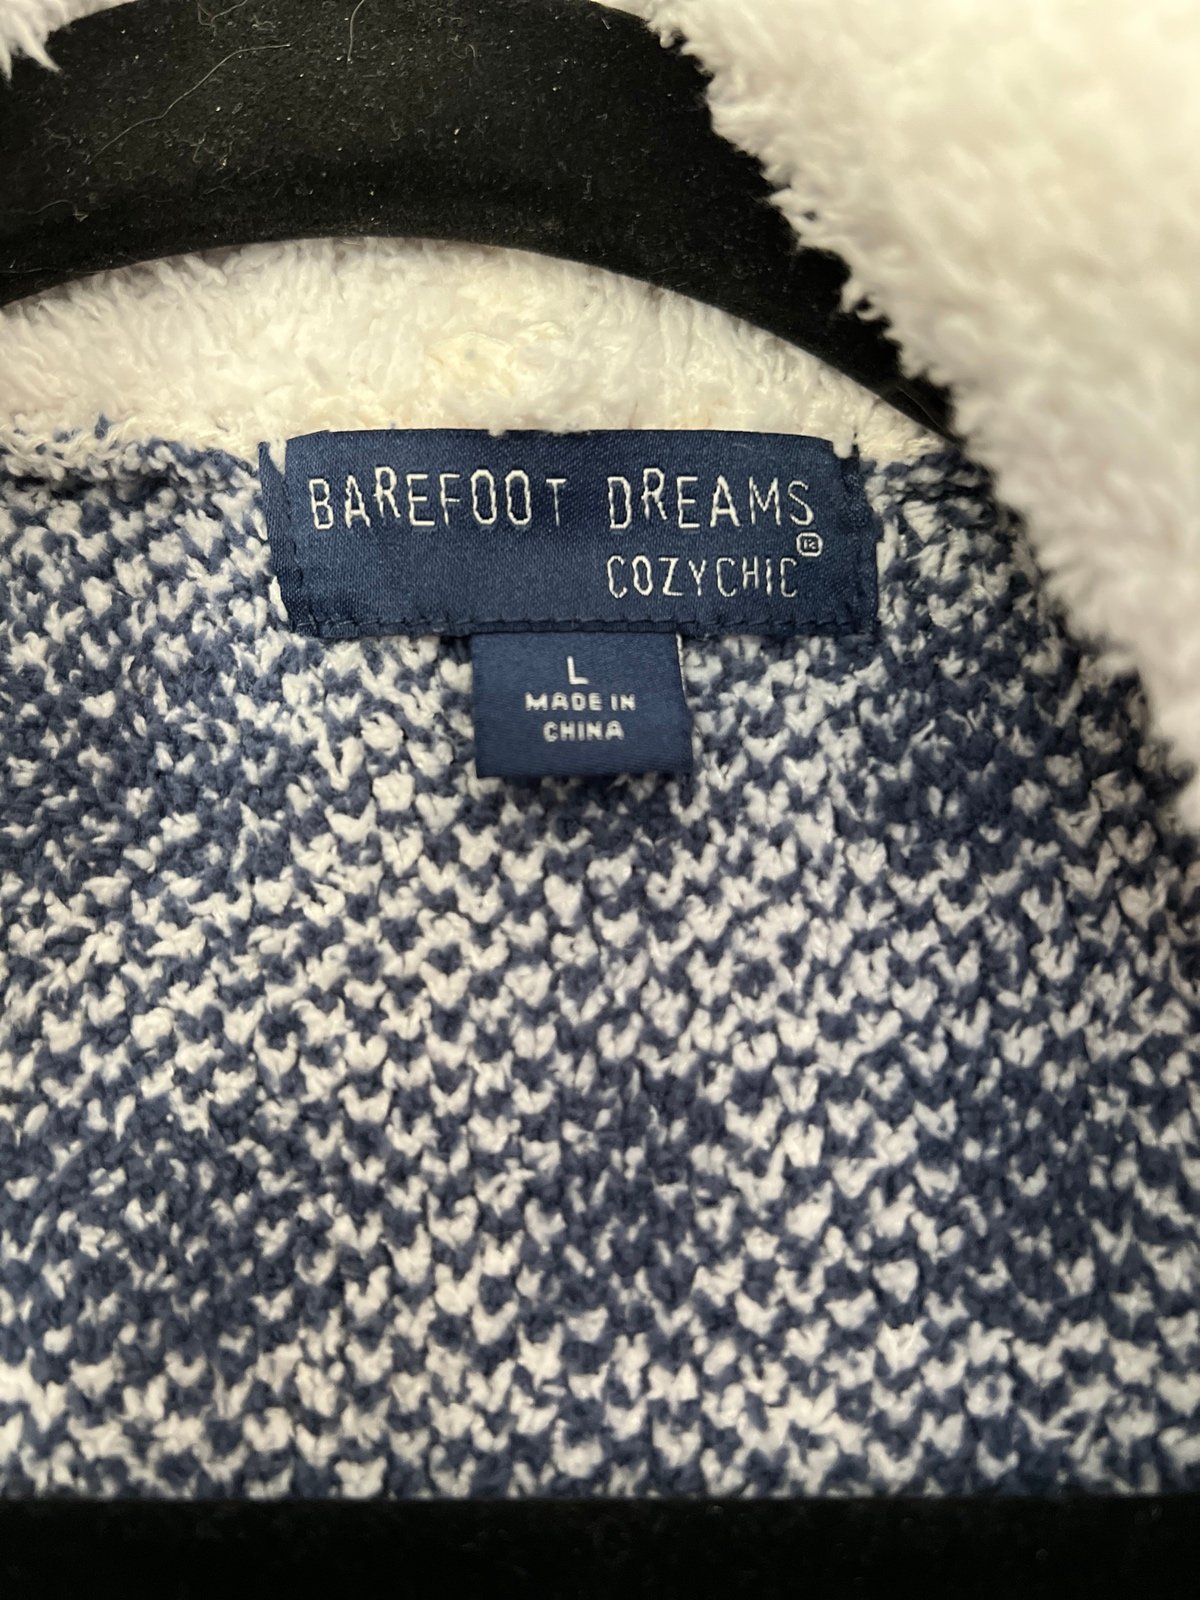 BAREFOOT DREAMS
COZYCHIC®
L
MADE IN
CHINA